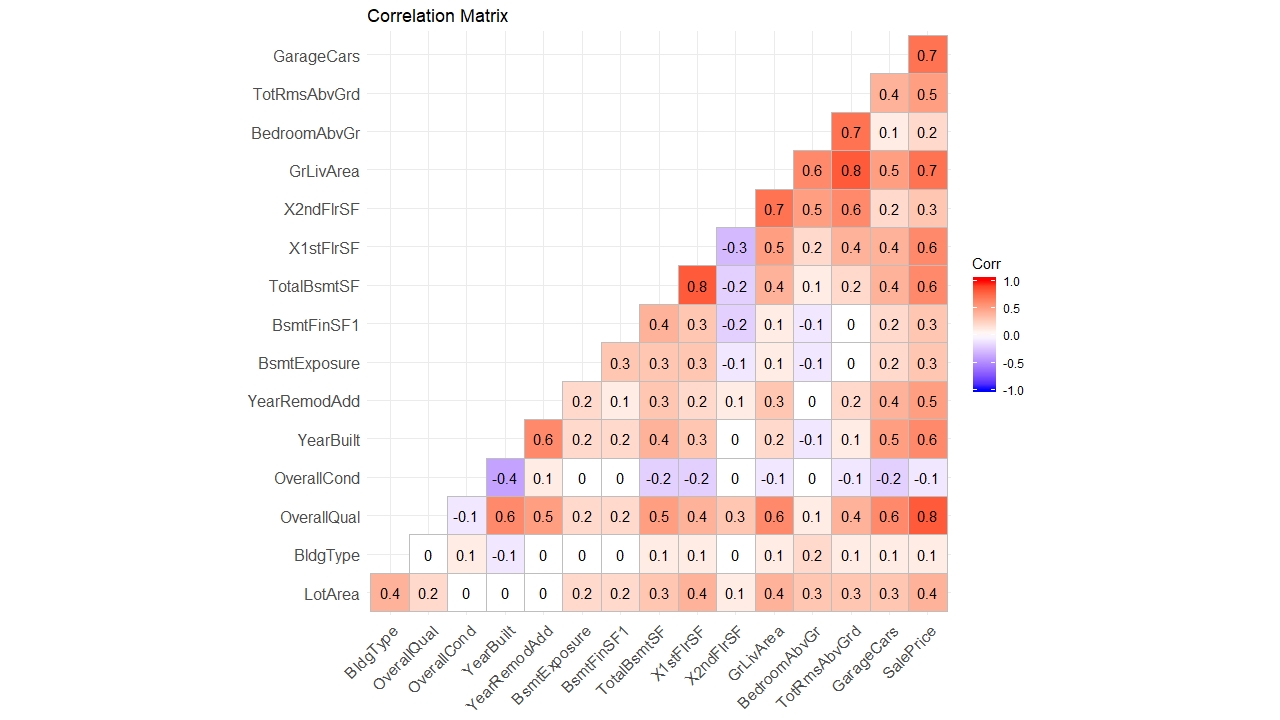 Correlation Matrix
GarageCars 0.7
TotRmsAbvGrd 0.4 0.5
BedroomAbvGr 0.7 0.1 0.2
GrLivArea 0.6 0.8 0.5 0.7
X2ndFlrSF 0.7 0.5 0.6 0.2 0.3
X1stFlrSF -0.3 0.5 0.2 0.4 0.4 0.6
Corr
TotalBsmtSF 0.8 -0.2 0.4 0.1 0.2 0.4 0.6
1.0
BsmtFinSF1 0.4 0.3 -0.2 0.1 -0.1 0 0.2 0.3
0.5
0.0
BsmtExposure 0.3 0.3 0.3 -0.1 0.1 -0.1 0 0.2 0.3
-0.5
-1.0
YearRemodAdd 0.2 0.1 0.3 0.2 0.1 0.3 0 0.2 0.4 0.5
YearBuilt 0.6 0.2 0.2 0.4 0.3 0 0.2 -0.1 0.1 0.5 0.6
OverallCond -0.4 0.1 0 0 -0.2 -0.2 0 -0.1 0 -0.1 -0.2 -0.1
OverallQual -0.1 0.6 0.5 0.2 0.2 0.5 0.4 0.3 0.6 0.1 0.4 0.6 0.8
BldgType 0 0.1 -0.1 0 0 0 0.1 0.1 0 0.1 0.2 0.1 0.1 0.1
LotArea 0.4 0.2 0 0 0 0.2 0.2 0.3 0.4 0.1 0.4 0.3 0.3 0.3 0.4
BldgType OverallQual OverallCond YearBuilt YearRemodAdd BsmtExposure BsmtFinSF1 TotalBsmtSF X1stFlrSF X2ndFlrSF GrLivArea BedroomAbvGr TotRmsAbvGrd GarageCars SalePrice